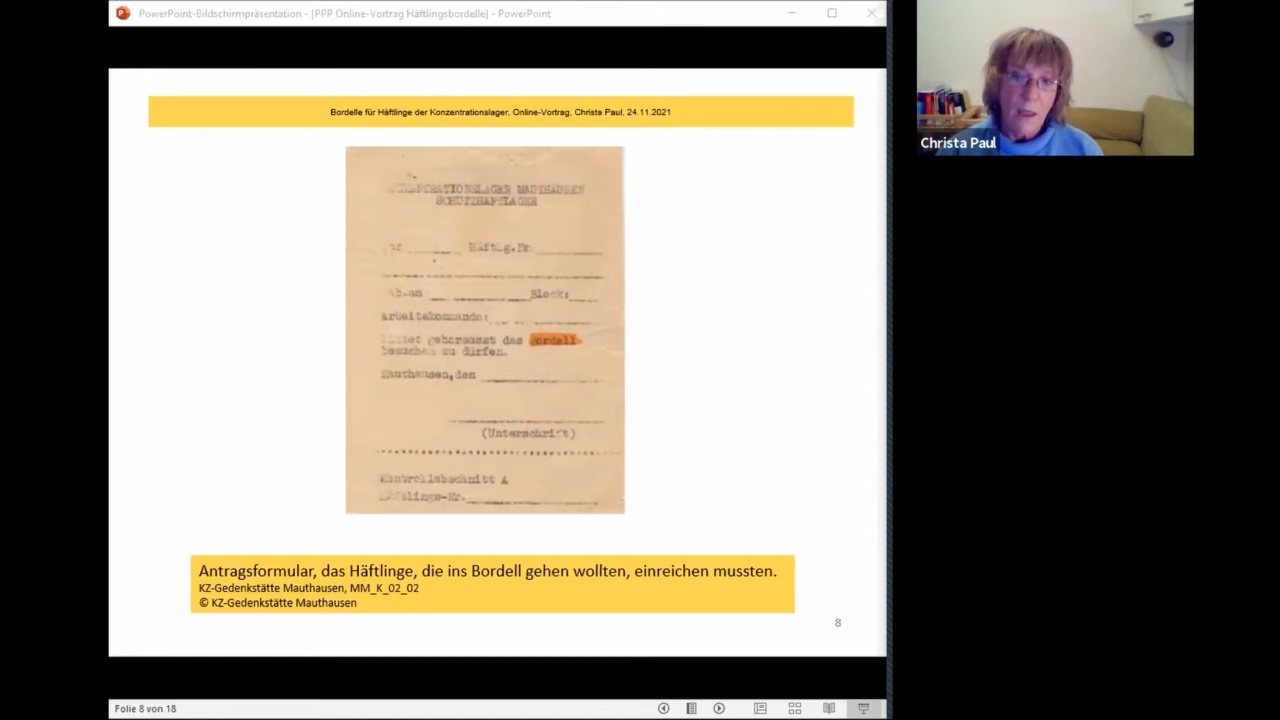 PowerPoint-Bildschirmpräsentation - [PPP Online-Vortrag Häftlingsbordelle] - PowerPoint
Bordelle für Häftlinge der Konzentrationslager, Online-Vortrag, Christa Paul, 24.11.2021
MAUTHAUSEN
SCHUTZHAFTLAGER
Häftlg.Nr.
Block:
Arbeitskommando:
gehorsamst das Bordell
besuchen zu dürfen.
Mauthausen,den
(Unterschrift)
Kontrollabschnitt A
Antragsformular, das Häftlinge, die ins Bordell gehen wollten, einreichen mussten.
KZ-Gedenkstätte Mauthausen, MM_K_02_02
© KZ-Gedenkstätte Mauthausen
8
Folie 8 von 18
Christa Paul